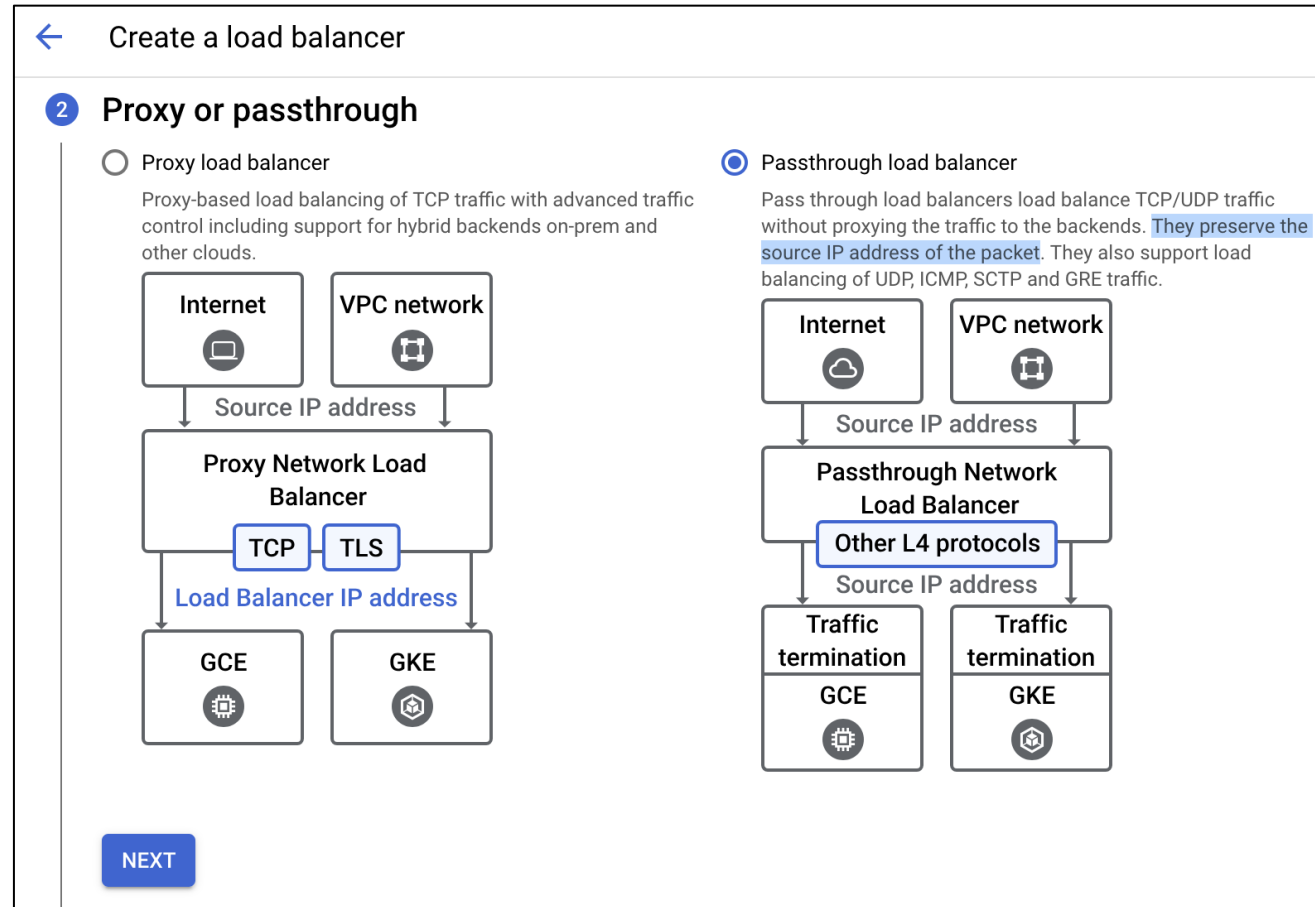 Create a load balancer
2
Proxy or passthrough
Proxy load balancer
Proxy-based load balancing of TCP traffic with advanced traffic
control including support for hybrid backends on-prem and
other clouds.
Internet
VPC network
Source IP address
Proxy Network Load
Balancer
TCP
TLS
Load Balancer IP address
GCE
GKE
Passthrough load balancer
Pass through load balancers load balance TCP/UDP traffic
without proxying the traffic to the backends. They preserve the
source IP address of the packet. They also support load
balancing of UDP, ICMP, SCTP and GRE traffic.
Internet
VPC network
Source IP address
Passthrough Network
Load Balancer
Other L4 protocols
Source IP address
Traffic
termination
GCE
Traffic
termination
GKE
NEXT